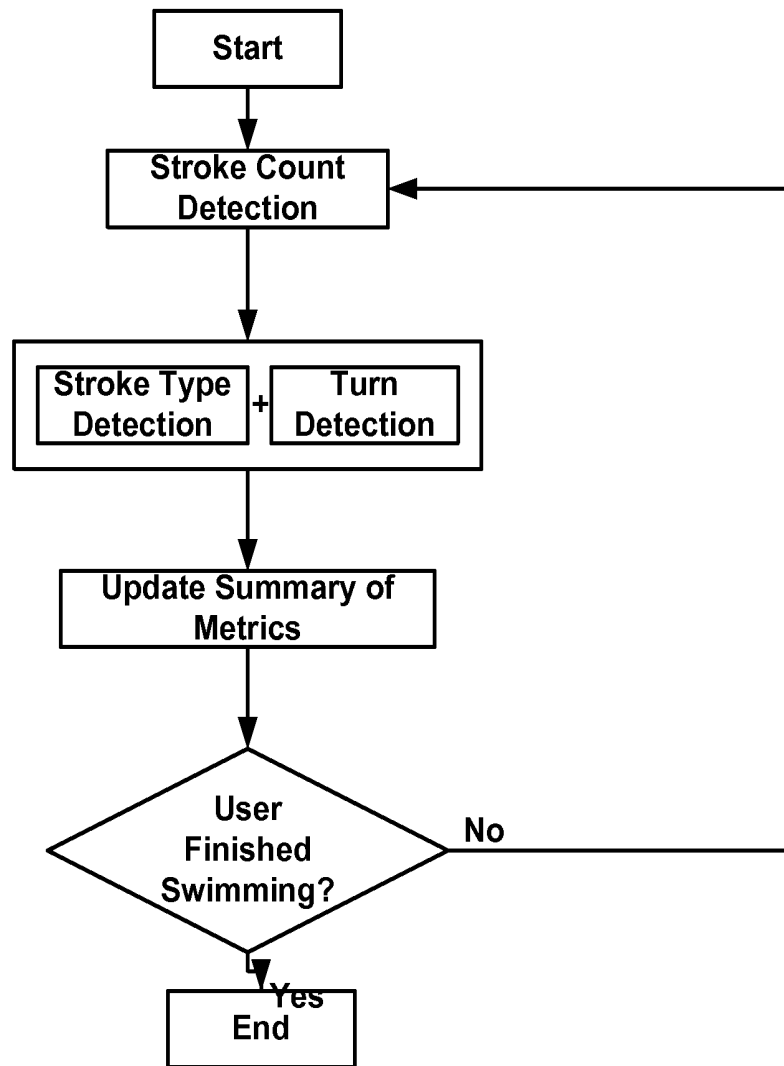 Start
Stroke Count
Detection
Stroke Type
Detection
+
Turn
Detection
Update Summary of
Metrics
User
Finished
Swimming?
No
Yes
End